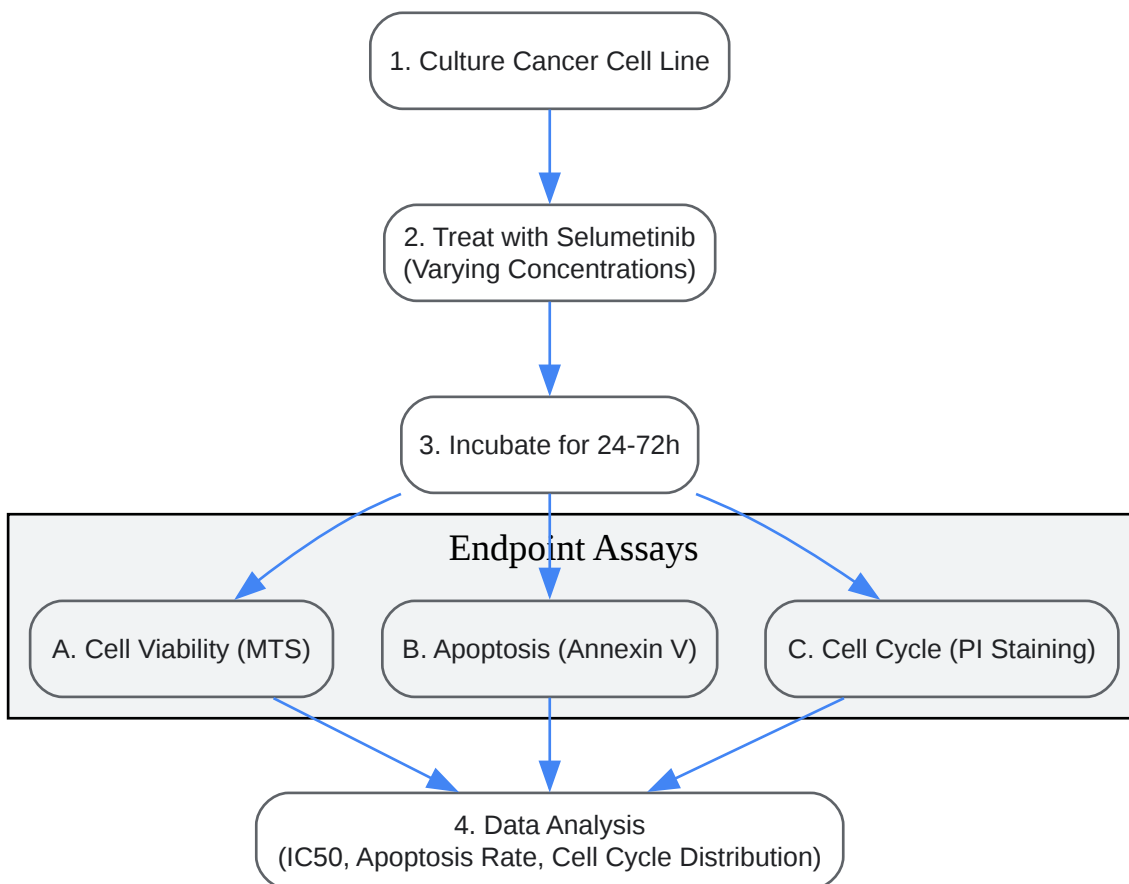 1. Culture Cancer Cell Line
2. Treat with Selumetinib
(Varying Concentrations)
3. Incubate for 24-72h
Endpoint Assays
A. Cell Viability (MTS)
B. Apoptosis (Annexin V)
C. Cell Cycle (PI Staining)
4. Data Analysis
(IC50, Apoptosis Rate, Cell Cycle Distribution)